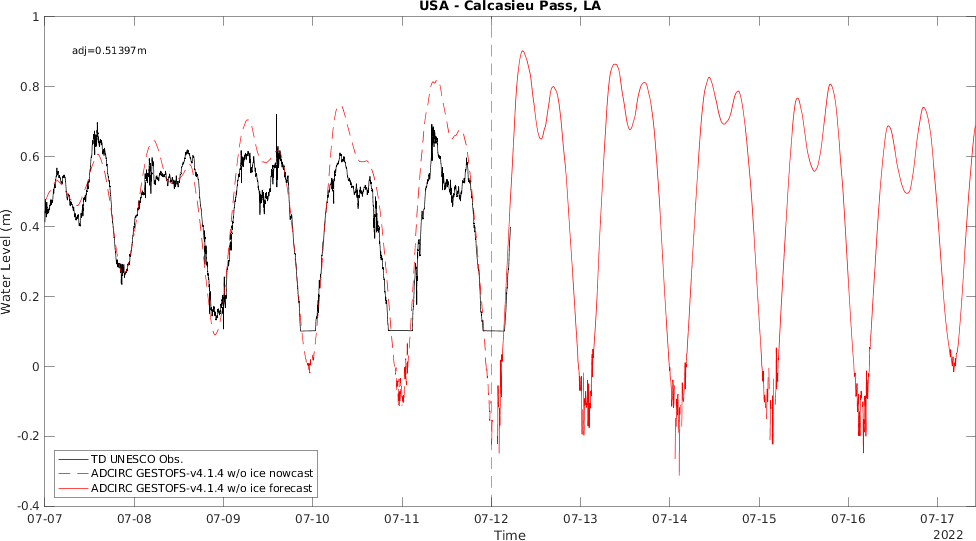 USA - Calcasieu Pass, LA
1
adj=0.51397m
0.8
0.6
0.4
0.2
0
-0.2
-0.4
Water Level (m)
TD UNESCO Obs.
ADCIRC GESTOFS-v4.1.4 w/o ice nowcast
ADCIRC GESTOFS-v4.1.4 w/o ice forecast
07-07 07-08 07-09 07-10 07-11 07-12 07-13 07-14 07-15 07-16 07-17
Time
2022